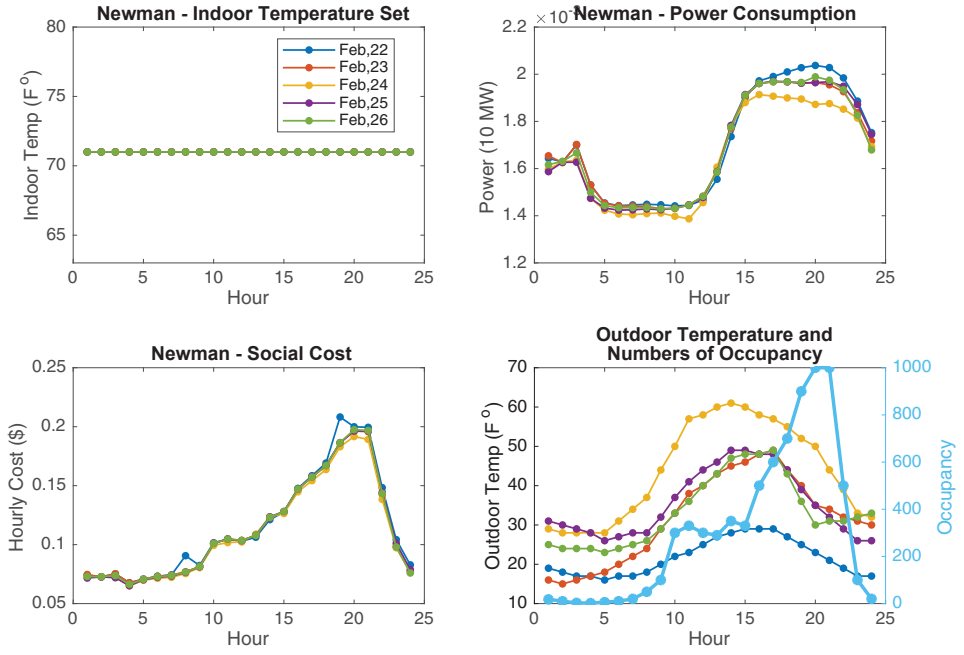 Newman - Indoor Temperature Set
80
75
70
65
Indoor Temp (F o)
0 5 10 15 20 25
Hour
Feb,22
Feb,23
Feb,24
Feb,25
Feb,26
Newman - Power Consumption
2.2
2
1.8
1.6
1.4
1.2
Power (10 MW)
0 5 10 15 20 25
Hour
Newman - Social Cost
0.25
0.2
0.15
0.1
0.05
Hourly Cost ($)
0 5 10 15 20 25
Hour
Outdoor Temperature and
Numbers of Occupancy
70
60
50
40
30
20
10
Outdoor Temp (F o)
0 5 10 15 20 25
Hour
1000
800
600
400
200
0
Occupancy